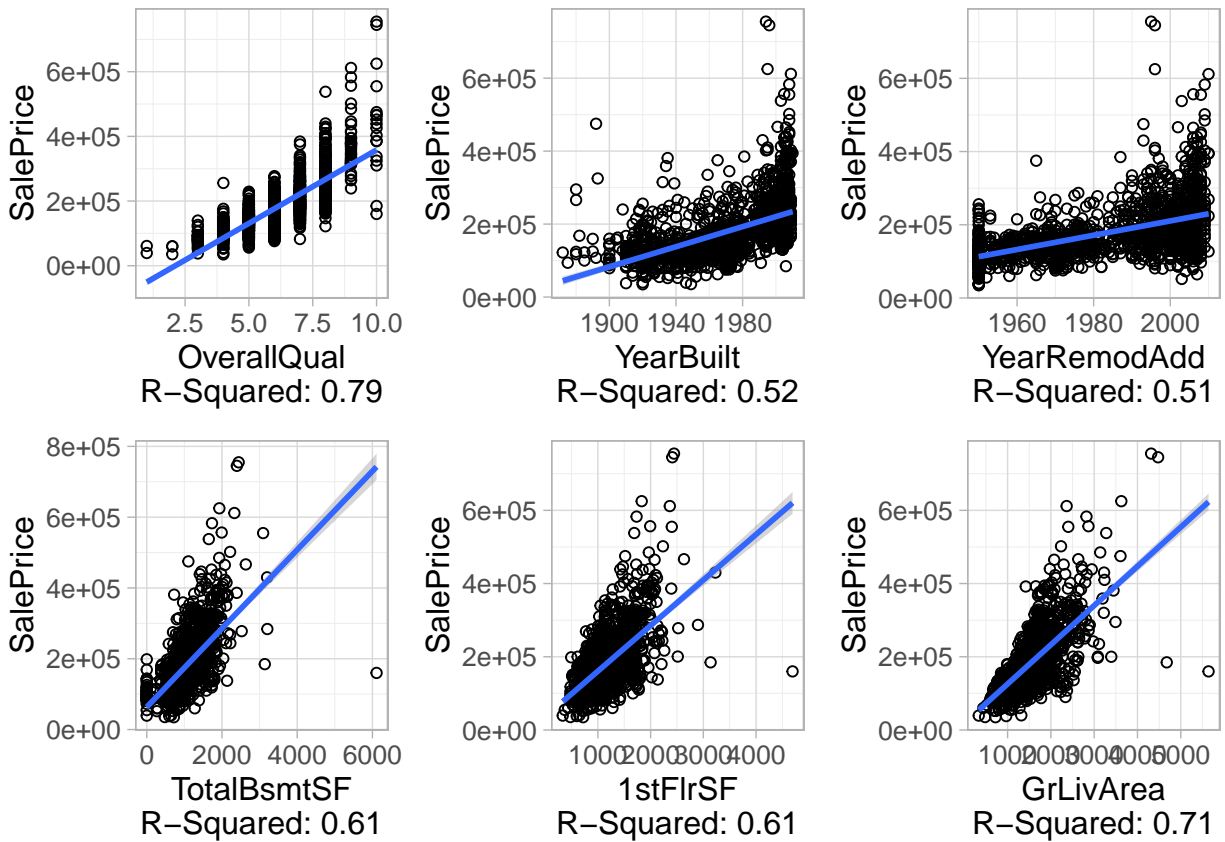 SalePrice
6e+05
4e+05
2e+05
0e+00
2.5 5.0 7.5 10.0
OverallQual
R−Squared: 0.79
SalePrice
6e+05
4e+05
2e+05
0e+00
1900 1940 1980
YearBuilt
R−Squared: 0.52
SalePrice
6e+05
4e+05
2e+05
0e+00
1960 1980 2000
YearRemodAdd
R−Squared: 0.51
SalePrice
8e+05
6e+05
4e+05
2e+05
0e+00
0 2000 4000 6000
TotalBsmtSF
R−Squared: 0.61
SalePrice
6e+05
4e+05
2e+05
0e+00
1000 2000 3000 4000
1stFlrSF
R−Squared: 0.61
SalePrice
6e+05
4e+05
2e+05
0e+00
1000 2000 3000 4000 5000
GrLivArea
R−Squared: 0.71